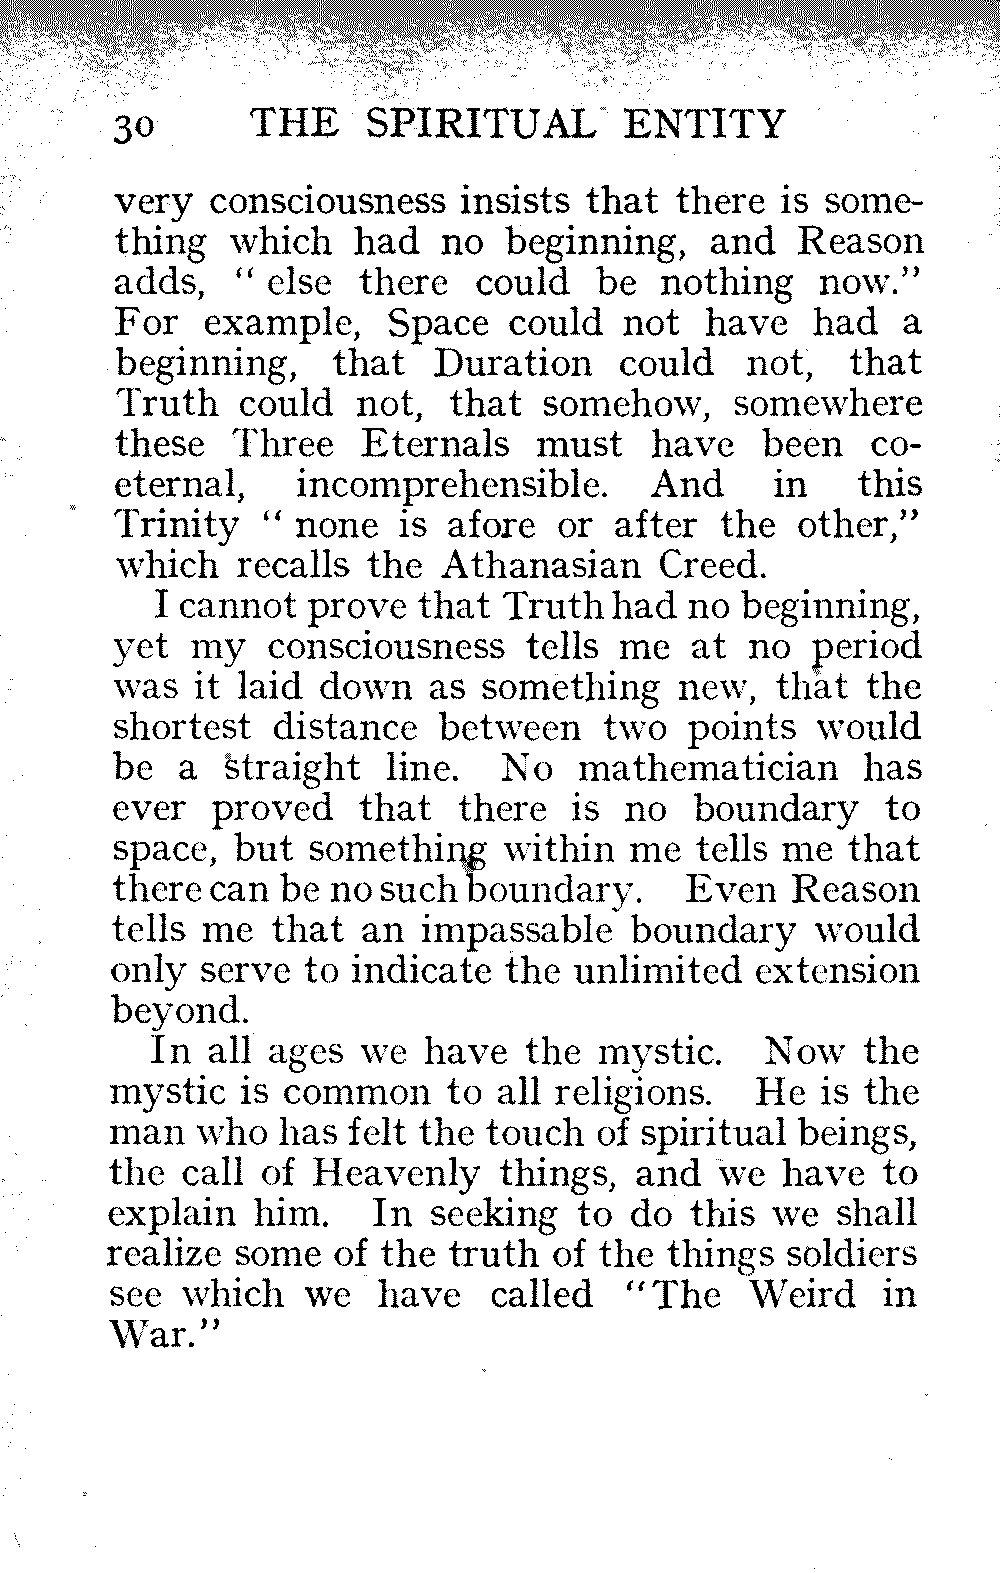 30 THE SPIRITUAL ENTITY
very consciousness insists that there is some-
thing which had no beginning, and Reason
adds, “ else there could be nothing now.”
For example, Space could not have had a
beginning, that Duration could not, that
Truth could not, that somehow, somewhere
these Three Eternals must have been co-
eternal, incomprehensible. And in this
Trinity “ none is afore or after the other,”
which recalls the Athanasian Creed.
I cannot prove that Truth had no beginning,
yet my consciousness tells me at no period
was it laid down as something new, that the
shortest distance between two points would
be a straight line. No mathematician has
ever proved that there is no boundary to
space, but something within me tells me that
there can be no such boundary. Even Reason
tells me that an impassable boundary would
only serve to indicate the unlimited extension
beyond.
In all ages we have the mystic. Now the
mystic is common to all religions. He is the
man who has felt the touch of spiritual beings,
the call of Heavenly things, and we have to
explain him. In seeking to do this we shall
realize some of the truth of the things soldiers
see which we have called “The Weird in
War.”